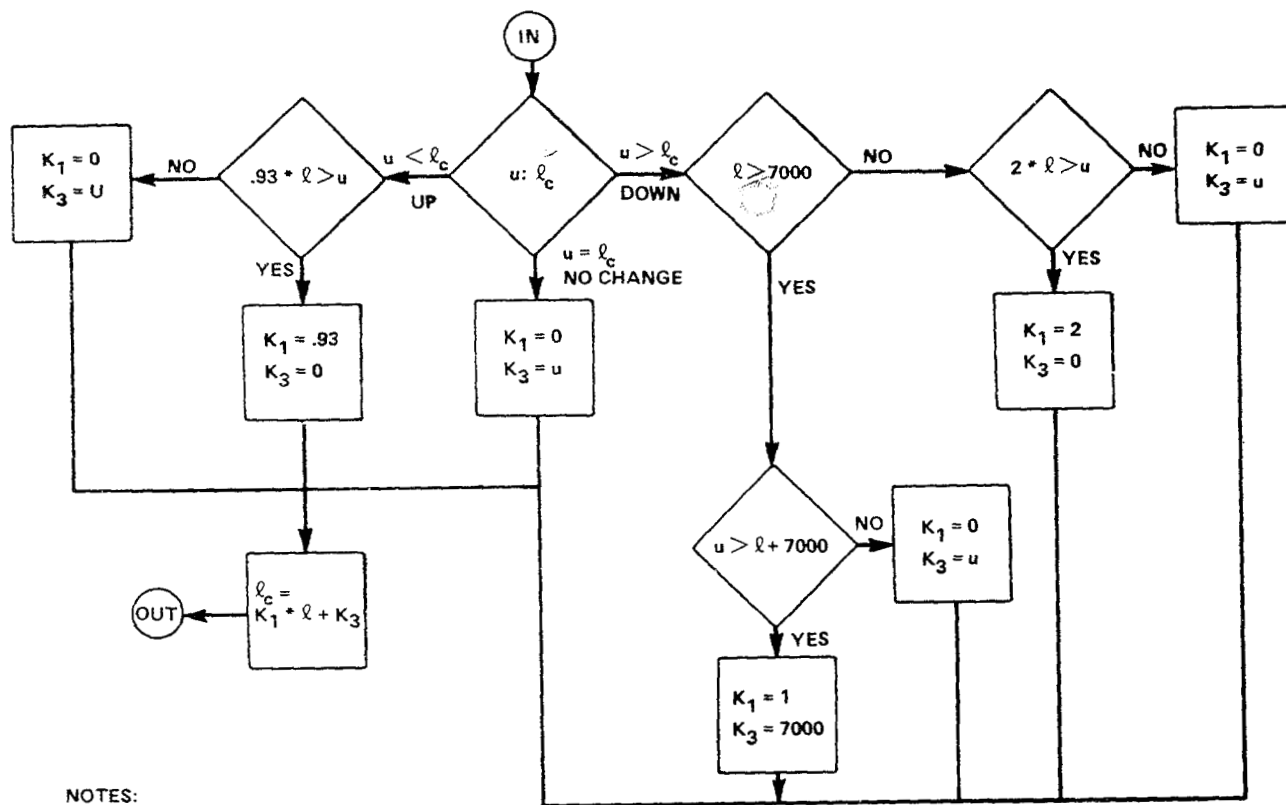 IN
K₁ = 0
K₃ = U
NO
.93 * ℓ > u
u < ℓc
UP
u: ℓc
u > ℓc
DOWN
ℓ > 7000
NO
2 * ℓ > u
NO
K₁ = 0
K₃ = u
YES
u = ℓc
NO CHANGE
YES
YES
K₁ = .93
K₃ = 0
K₁ = 0
K₃ = u
K₁ = 2
K₃ = 0
u > ℓ + 7000
NO
K₁ = 0
K₃ = u
OUT
ℓc =
K₁ * ℓ + K₃
YES
K₁ = 1
K₃ = 7000
NOTES: